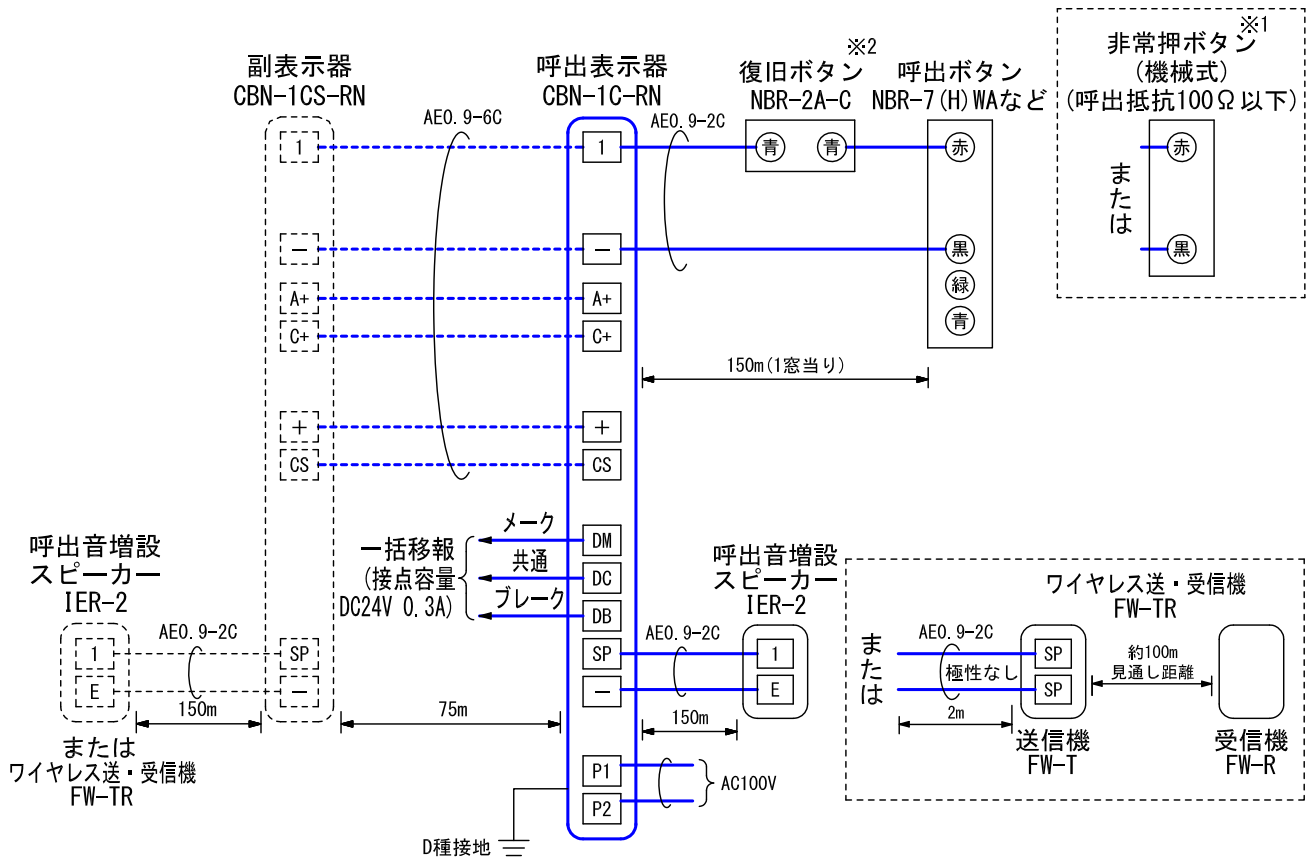 副表示器
CBN-1CS-RN
呼出表示器
CBN-1C-RN
※2
復旧ボタン
NBR-2A-C
呼出ボタン
NBR-7(H)WAなど
※1
非常押ボタン
(機械式)
(呼出抵抗100Ω以下)
AE0.9-6C
AE0.9-2C
1
1
青
青
赤
赤
または
−
−
黒
黒
A+
A+
緑
C+
C+
青
150m(1窓当り)
+
+
CS
CS
一括移報
(接点容量
DC24V 0.3A)
メーク
DM
共通
DC
ブレーク
DB
呼出音増設
スピーカー
IER-2
AE0.9-2C
1
E
SP
−
150m
または
ワイヤレス送・受信機
FW-TR
75m
SP
−
AE0.9-2C
呼出音増設
スピーカー
IER-2
1
E
150m
P1
P2
AC100V
D種接地
ワイヤレス送・受信機
FW-TR
または
AE0.9-2C
極性なし
2m
SP
SP
送信機
FW-T
約100m
見通し距離
受信機
FW-R